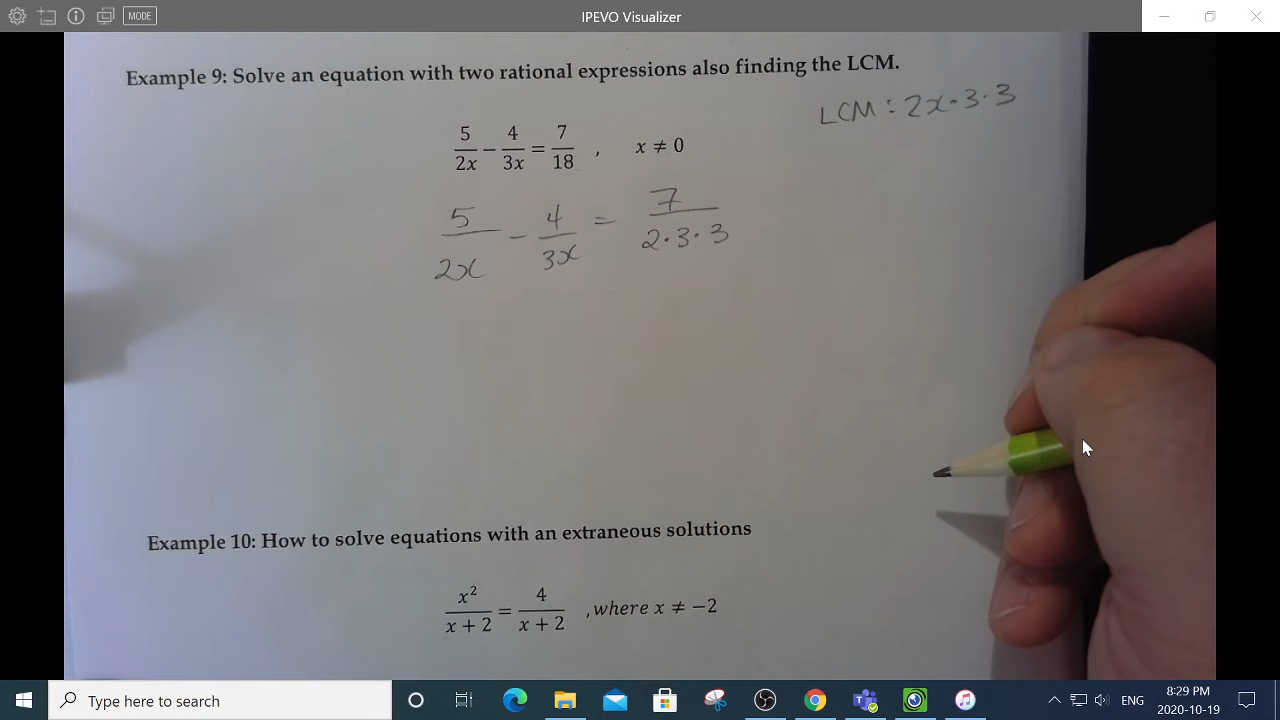 MODE
IPEVO Visualizer
Example 9: Solve an equation with two rational expressions also finding the LCM.
LCM : 2x · 3 · 3
5/2x − 4/3x = 7/18 , x ≠ 0
5/2x − 4/3x = 7/2 · 3 · 3
Example 10: How to solve equations with an extraneous solutions
x²/x + 2 = 4/x + 2 , where x ≠ −2
Type here to search
ENG
8:29 PM
2020-10-19